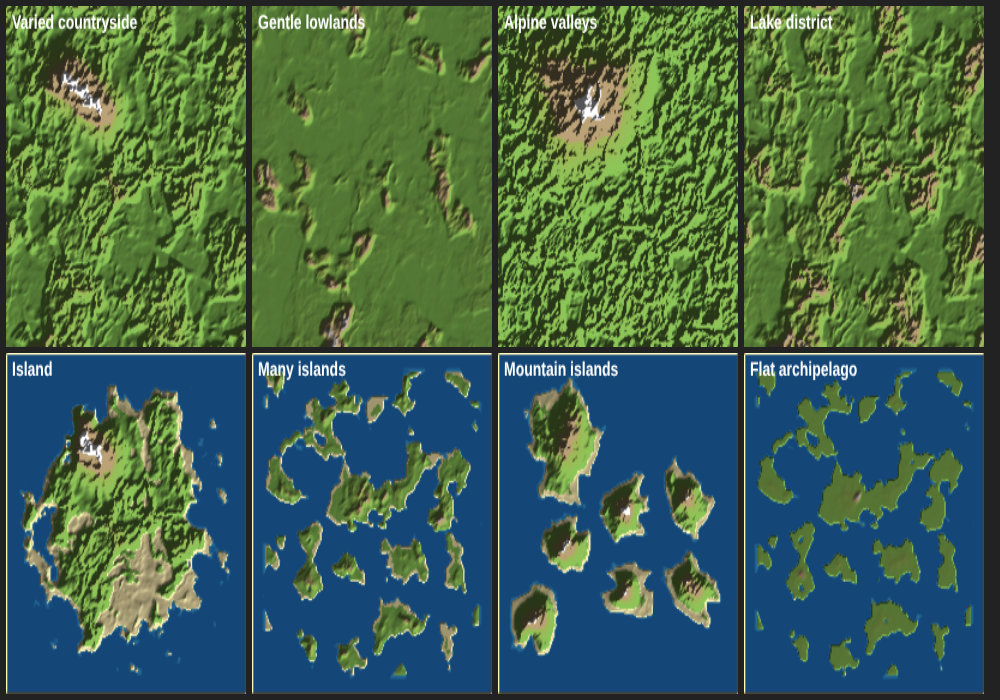 Varied countryside
Gentle lowlands
Alpine valleys
Lake district
Island
Many islands
Mountain islands
Flat archipelago